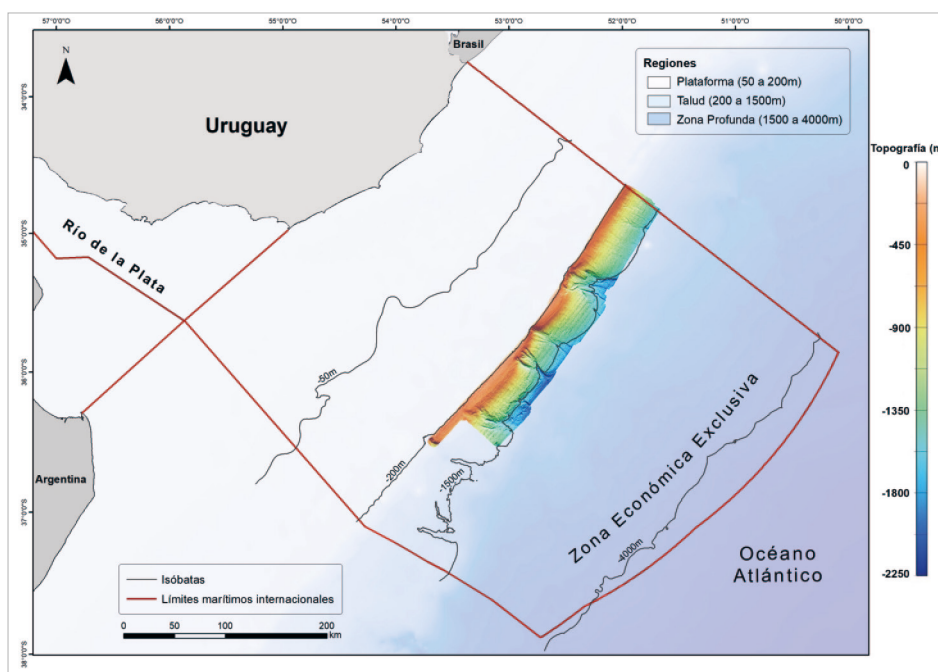 57°0'0"O
56°0'0"O
55°0'0"O
54°0'0"O
53°0'0"O
52°0'0"O
51°0'0"O
50°0'0"O
Brasil
N
Regiones
Plataforma (50 a 200m)
Talud (200 a 1500m)
Zona Profunda (1500 a 4000m)
34°0'0"S
Uruguay
Topografía (m
0
35°0'0"S
Río de la Plata
-450
-900
36°0'0"S
-50m
-1350
Zona Económica Exclusiva
-200m
-1500m
Argentina
-1800
37°0'0"S
-4000m
Océano
Atlántico
-2250
Isóbatas
Límites marítimos internacionales
0 50 100 200
km
38°0'0"S